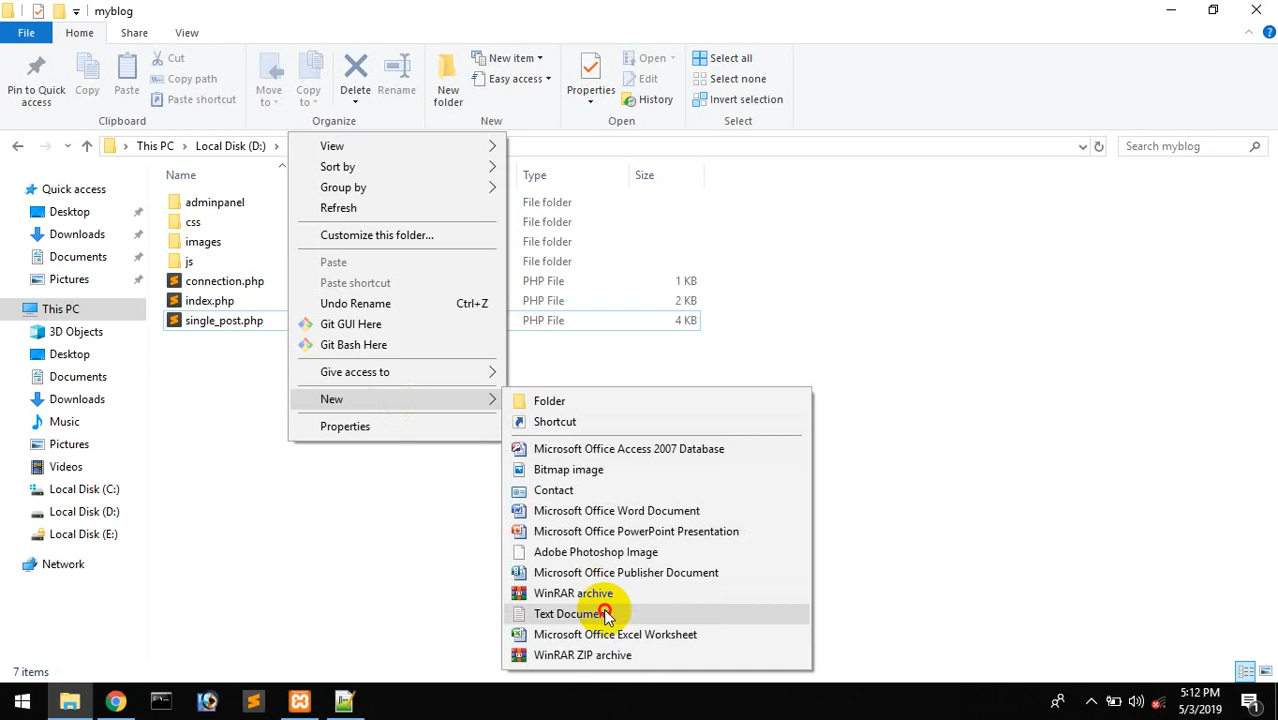 myblog
File
Home
Share
View
Pin to Quick access
Copy
Paste
Cut
Copy path
Paste shortcut
Clipboard
Move to
Copy to
Delete
Rename
Organize
New folder
New item
Easy access
New
Properties
Open
Edit
History
Open
Select all
Select none
Invert selection
Select
This PC
Local Disk (D:)
Search myblog
Name
Type
Size
Quick access
Desktop
Downloads
Documents
Pictures
This PC
3D Objects
Desktop
Documents
Downloads
Music
Pictures
Videos
Local Disk (C:)
Local Disk (D:)
Local Disk (E:)
Network
adminpanel File folder
css File folder
images File folder
js File folder
connection.php PHP File 1 KB
index.php PHP File 2 KB
single_post.php PHP File 4 KB
View
Sort by
Group by
Refresh
Customize this folder...
Paste
Paste shortcut
Undo Rename Ctrl+Z
Git GUI Here
Git Bash Here
Give access to
New
Properties
Folder
Shortcut
Microsoft Office Access 2007 Database
Bitmap image
Contact
Microsoft Office Word Document
Microsoft Office PowerPoint Presentation
Adobe Photoshop Image
Microsoft Office Publisher Document
WinRAR archive
Text Document
Microsoft Office Excel Worksheet
WinRAR ZIP archive
7 items
5:12 PM
5/3/2019
1